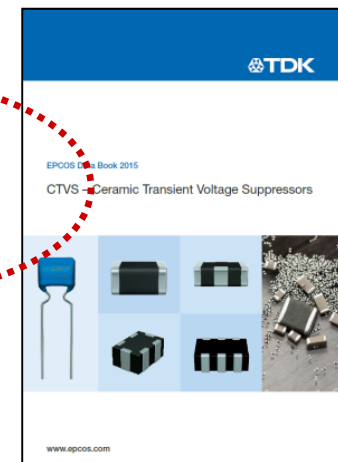 TDK
EPCOS Data Book 2015
CTVS – Ceramic Transient Voltage Suppressors
www.epcos.com